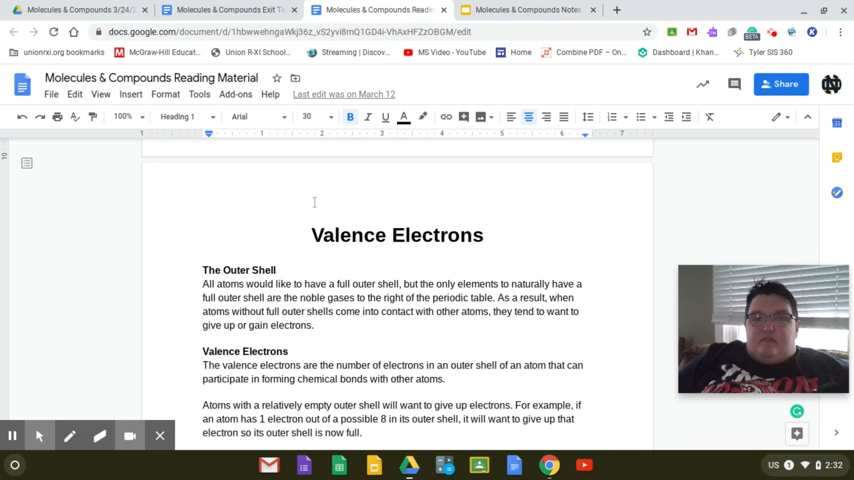 Molecules & Compounds 3/24/
Molecules & Compounds Exit Ti
Molecules & Compounds Readi
Molecules & Compounds Notes
docs.google.com/document/d/1hbwwehngaWkj36z_vS2yvi8mQ1GD4i-VhAxHFZzOBGM/edit
BETA
unionrxi.org bookmarks
McGraw-Hill Educat...
Union R-XI School...
Streaming | Discov...
MS Video - YouTube
Home
Combine PDF – On...
Dashboard | Khan...
Tyler SIS 360
Molecules & Compounds Reading Material
File Edit View Insert Format Tools Add-ons Help Last edit was on March 12
Share
100% Heading 1 Arial 30 B I U A
1 1 2 3 4 5 6 7
Valence Electrons
The Outer Shell
All atoms would like to have a full outer shell, but the only elements to naturally have a
full outer shell are the noble gases to the right of the periodic table. As a result, when
atoms without full outer shells come into contact with other atoms, they tend to want to
give up or gain electrons.
Valence Electrons
The valence electrons are the number of electrons in an outer shell of an atom that can
participate in forming chemical bonds with other atoms.
Atoms with a relatively empty outer shell will want to give up electrons. For example, if
an atom has 1 electron out of a possible 8 in its outer shell, it will want to give up that
electron so its outer shell is now full.
US 1 2:32